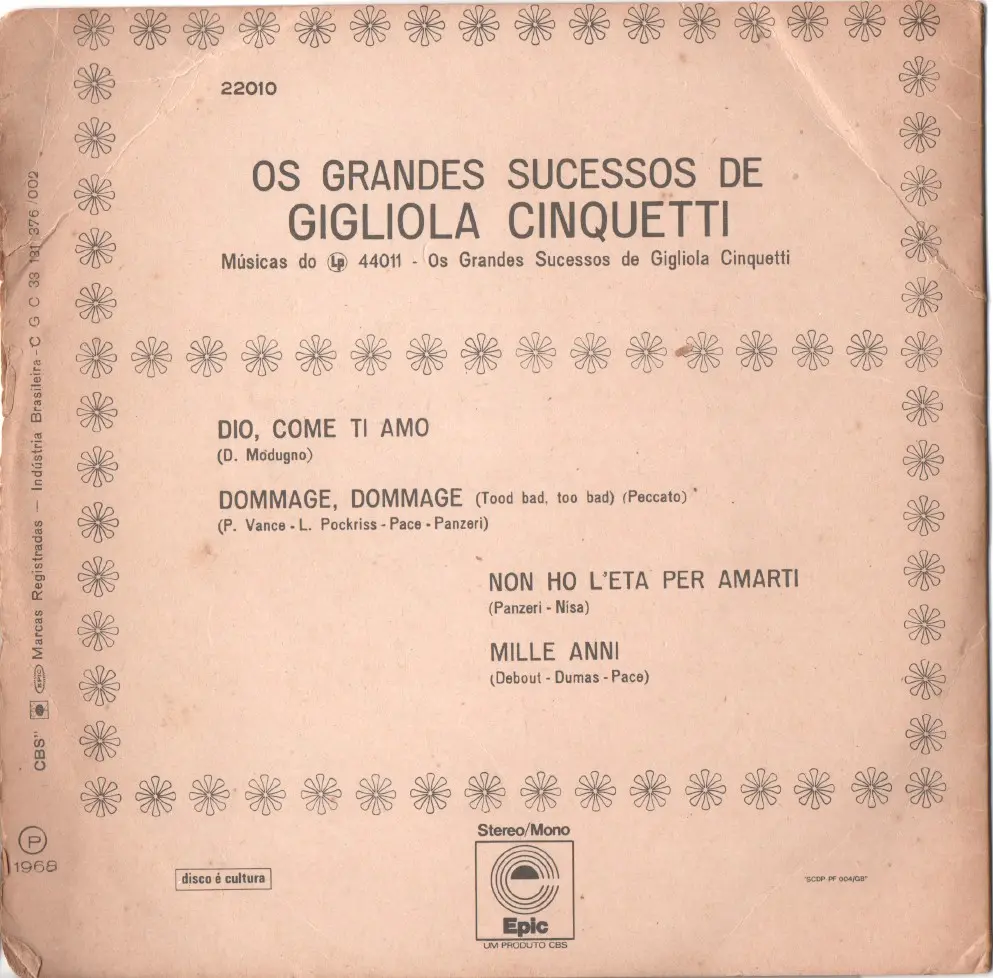 22010
OS GRANDES SUCESSOS DE
GIGLIOLA CINQUETTI
Músicas do Lp 44011 - Os Grandes Sucessos de Gigliola Cinquetti
DIO, COME TI AMO
(D. Modugno)
DOMMAGE, DOMMAGE (Tood bad, too bad) (Peccato)
(P. Vance - L. Pockriss - Pace - Panzeri)
NON HO L'ETA PER AMARTI
(Panzeri - Nisa)
MILLE ANNI
(Debout - Dumas - Pace)
CBS" EPIC Marcas Registradas — Indústria Brasileira - C G C 33 131 376/002
P
1968
disco é cultura
Stereo/Mono
Epic
UM PRODUTO CBS
"SCDP PF 004/GB"